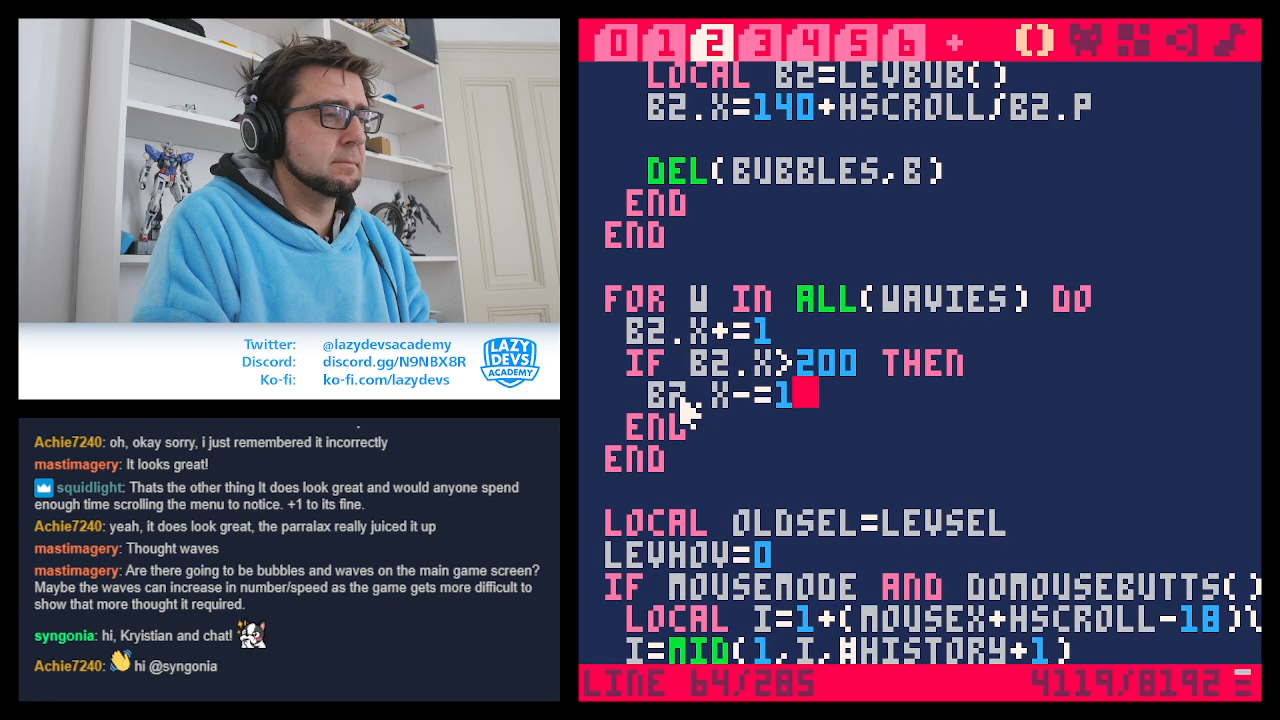 Twitter: @lazydevsacademy
Discord: discord.gg/N9NBX8R
Ko-fi: ko-fi.com/lazydevs
LAZY
DEVS
ACADEMY
Achie7240: oh, okay sorry, i just remembered it incorrectly
mastimagery: It looks great!
squidlight: Thats the other thing It does look great and would anyone spend
enough time scrolling the menu to notice. +1 to its fine.
Achie7240: yeah, it does look great, the parralax really juiced it up
mastimagery: Thought waves
mastimagery: Are there going to be bubbles and waves on the main game screen?
Maybe the waves can increase in number/speed as the game gets more difficult to
show that more thought it required.
syngonia: hi, Kryistian and chat!
Achie7240: hi @syngonia
0 1 2 3 4 5 6 +
LOCAL B2=LEVBUB()
B2.X=140+HSCROLL/B2.P
DEL(BUBBLES,B)
END
END
FOR W IN ALL(WAVIES) DO
B2.X+=1
IF B2.X>200 THEN
B2.X-=1
END
END
LOCAL OLDSEL=LEVSEL
LEVHOV=0
IF MOUSEMODE AND DOMOUSEBUTTS()
LOCAL I=1+(MOUSEX+HSCROLL-18)\
I=MID(1,I,#HISTORY+1)
LINE 64/285 4119/8192